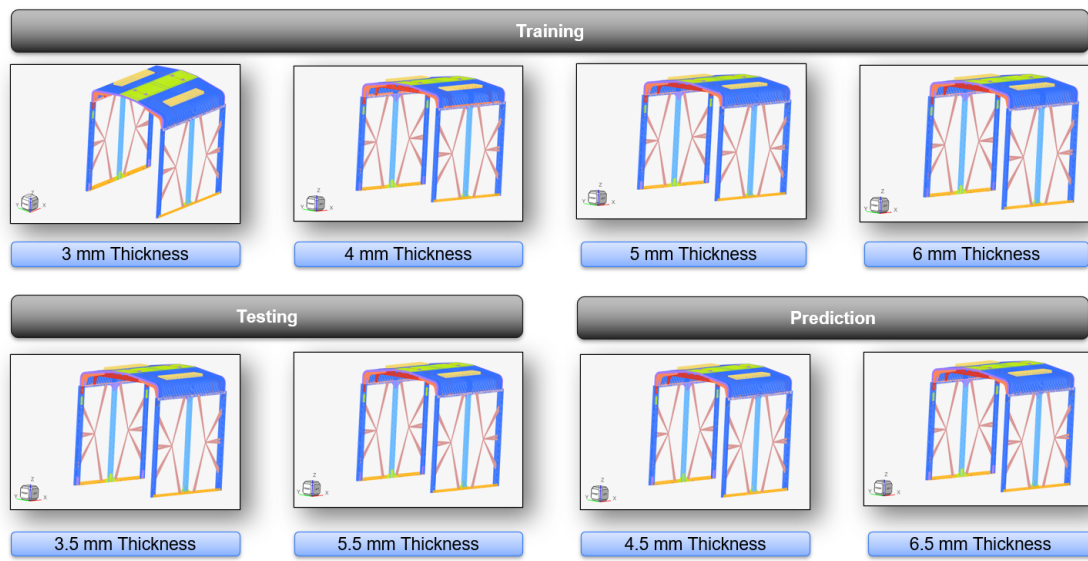 Training
3 mm Thickness
4 mm Thickness
5 mm Thickness
6 mm Thickness
Testing
Prediction
3.5 mm Thickness
5.5 mm Thickness
4.5 mm Thickness
6.5 mm Thickness